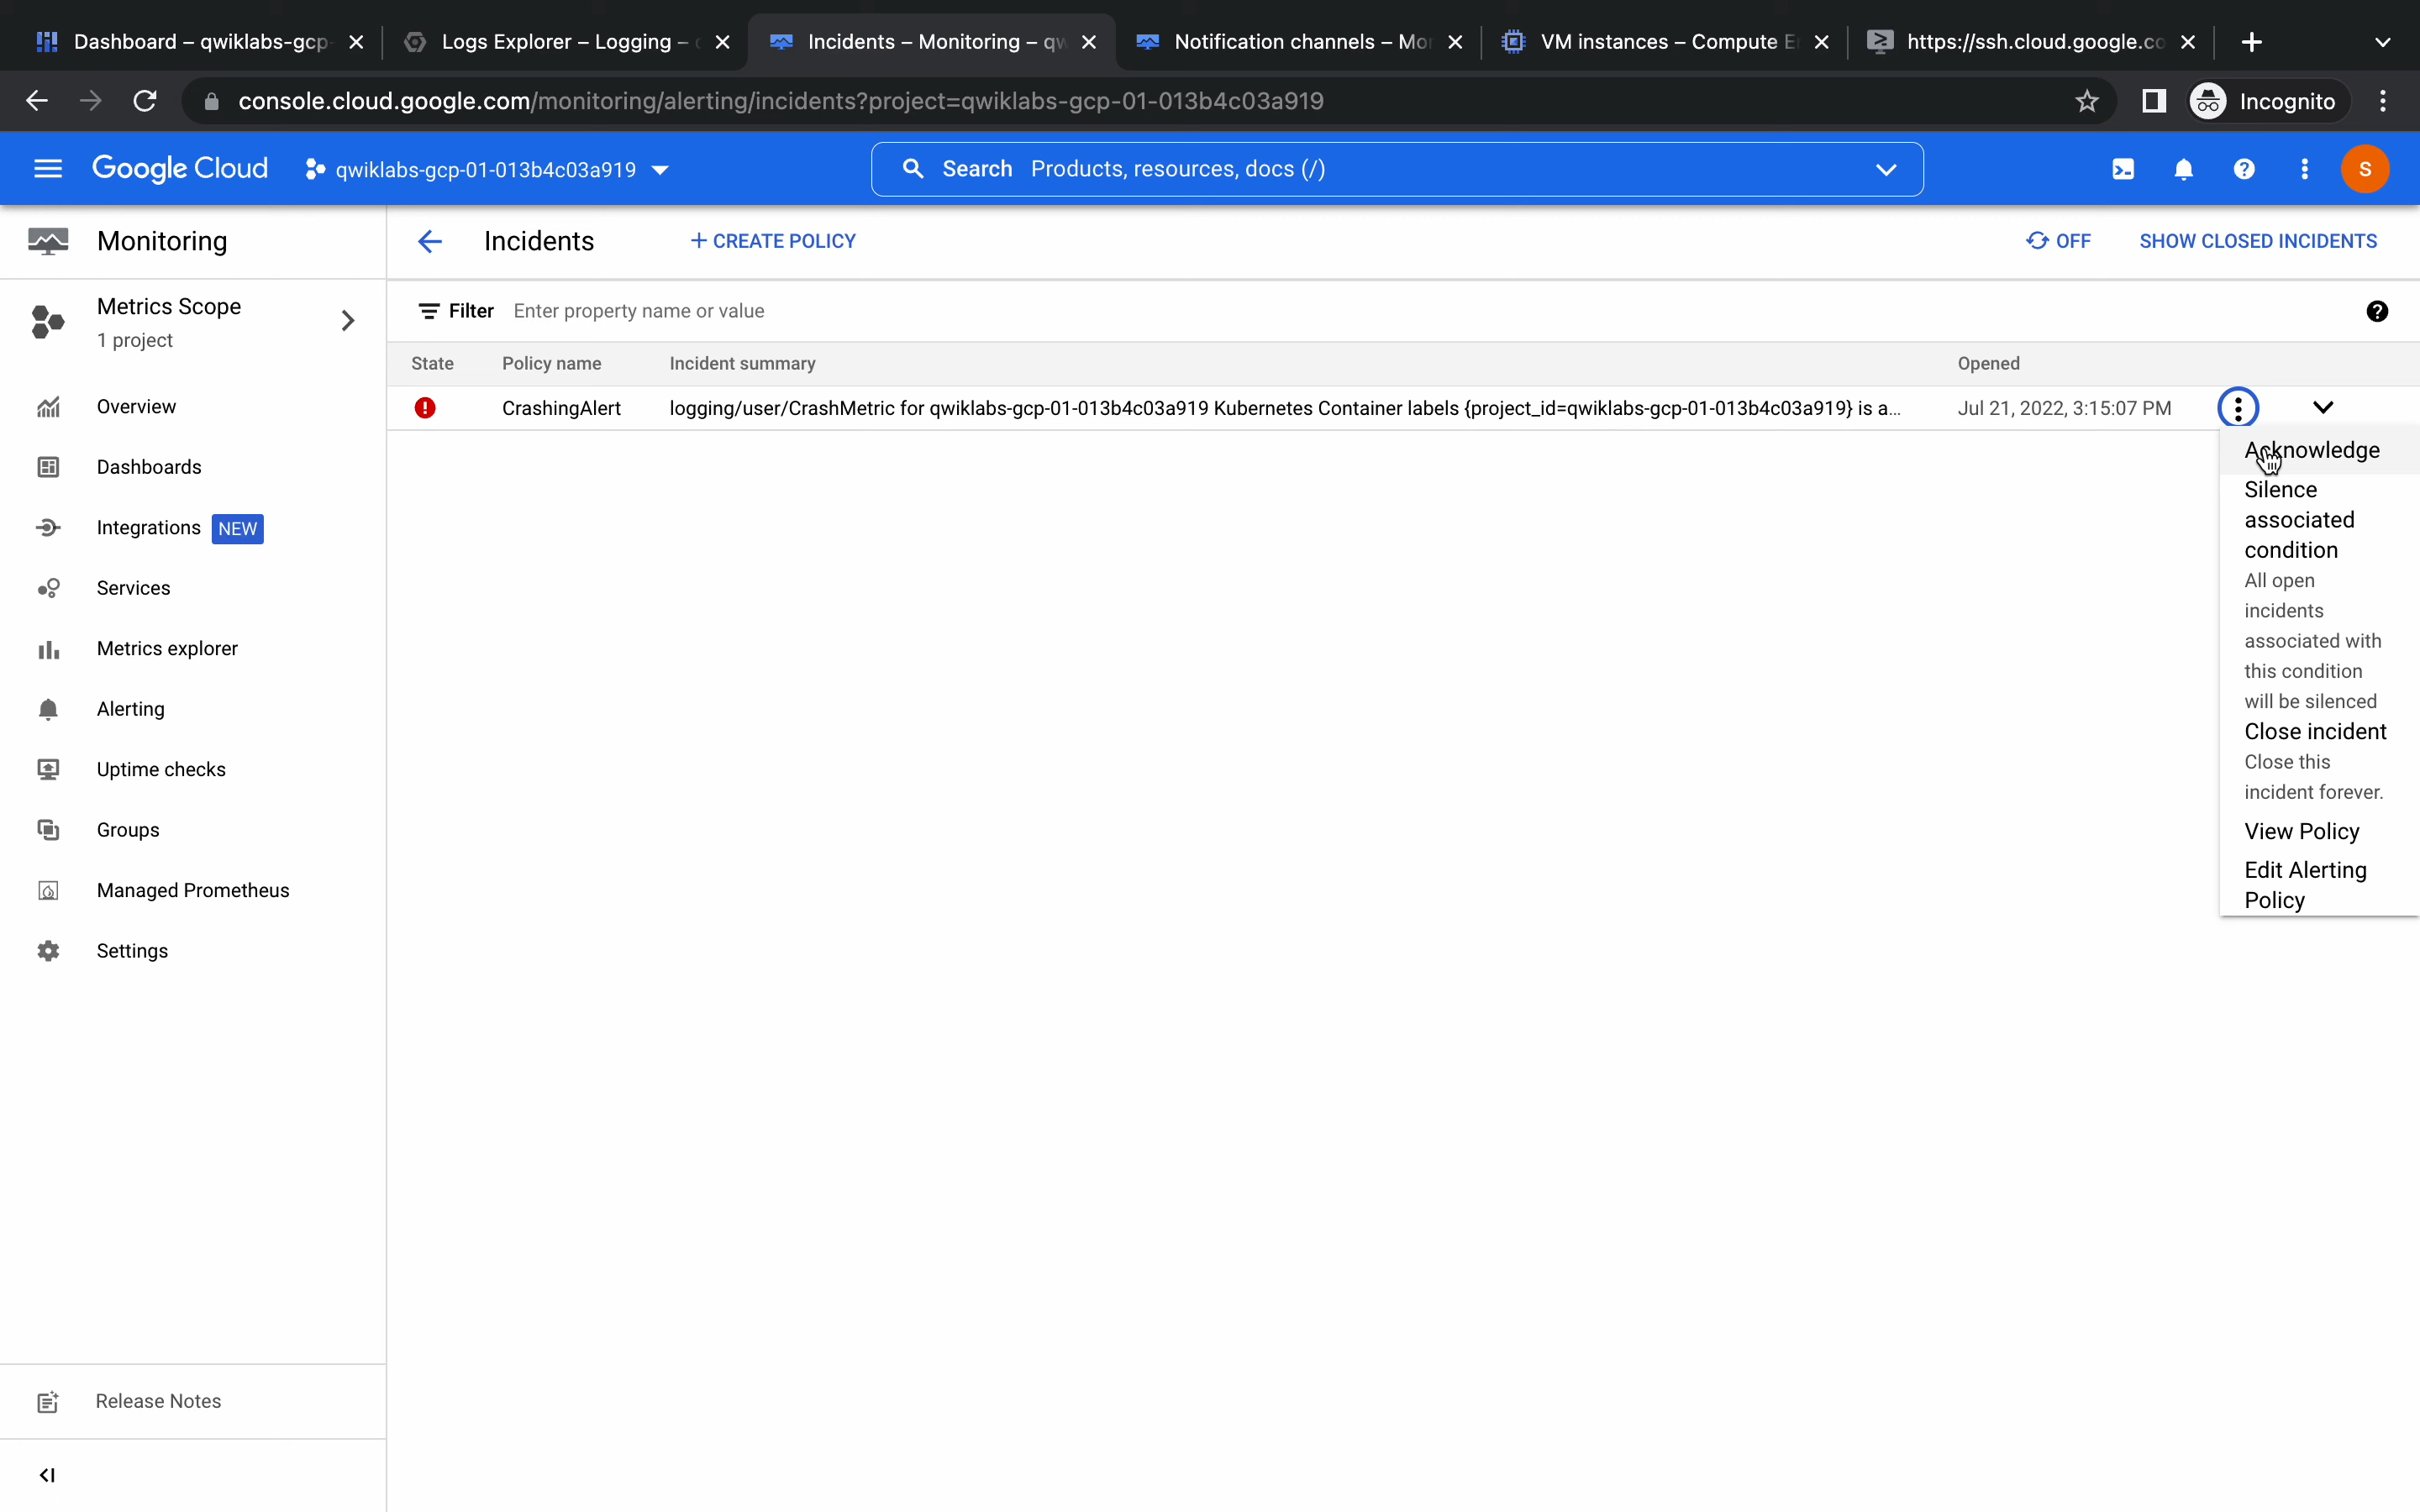 Dashboard – qwiklabs-gcp-
Logs Explorer – Logging –
Incidents – Monitoring – qw
Notification channels – Mor
VM instances – Compute E
https://ssh.cloud.google.co
console.cloud.google.com/monitoring/alerting/incidents?project=qwiklabs-gcp-01-013b4c03a919
Incognito
Google Cloud
qwiklabs-gcp-01-013b4c03a919
Search Products, resources, docs (/)
S
Monitoring
Incidents
+ CREATE POLICY
OFF
SHOW CLOSED INCIDENTS
Metrics Scope
1 project
Filter Enter property name or value
State Policy name Incident summary Opened
CrashingAlert logging/user/CrashMetric for qwiklabs-gcp-01-013b4c03a919 Kubernetes Container labels {project_id=qwiklabs-gcp-01-013b4c03a919} is a... Jul 21, 2022, 3:15:07 PM
Acknowledge
Silence
associated
condition
All open
incidents
associated with
this condition
will be silenced
Close incident
Close this
incident forever.
View Policy
Edit Alerting
Policy
Overview
Dashboards
Integrations NEW
Services
Metrics explorer
Alerting
Uptime checks
Groups
Managed Prometheus
Settings
Release Notes